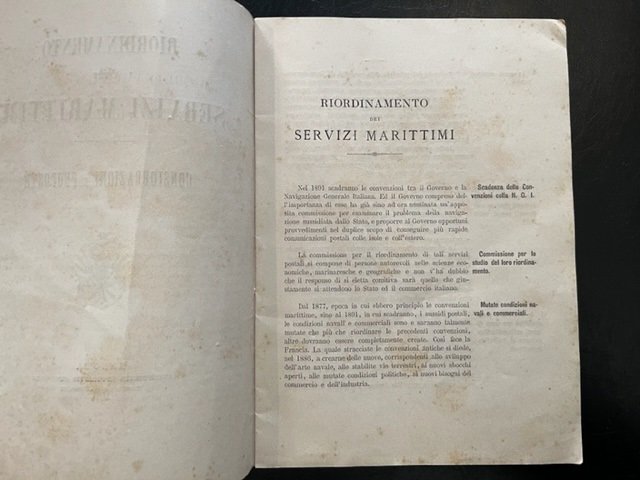 RIORDINAMENTO
DEI
SERVIZI MARITTIMI
Nel 1891 scadranno le convenzioni tra il Governo e la
Navigazione Generale Italiana. Ed il Governo compreso del-
l'importanza di esse ha già sino ad ora nominata un'appo-
sita commissione per esaminare il problema della naviga-
zione sussidiata dallo Stato, e proporre al Governo opportuni
provvedimenti nel duplice scopo di conseguire più rapide
comunicazioni postali colle isole e coll'estero.
Scadenza delle Con-
venzioni colla N. G. I.
La commissione per il riordinamento di tali servizi
postali si compone di persone autorevoli nelle scienze eco-
nomiche, marinaresche e geografiche e non v'ha dubbio
che il responso di sì eletta comitiva sarà quello che giu-
stamente si attendono lo Stato ed il commercio italiano.
Commissione per lo
studio del loro riordina-
mento.
Dal 1877, epoca in cui ebbero principio le convenzioni
marittime, sino al 1891, in cui scadranno, i sussidi postali,
le condizioni navali e commerciali sono e saranno talmente
mutate che più che riordinare le precedenti convenzioni,
altre dovranno essere completamente create. Così fece la
Francia. La quale stracciate le convenzioni antiche si diede,
nel 1886, a crearne delle nuove, corrispondenti allo sviluppo
dell'arte navale, alle stabilite vie terrestri, ai nuovi sbocchi
aperti, alle mutate condizioni politiche, ai nuovi bisogni del
commercio e dell'industria.
Mutate condizioni na-
vali e commerciali.